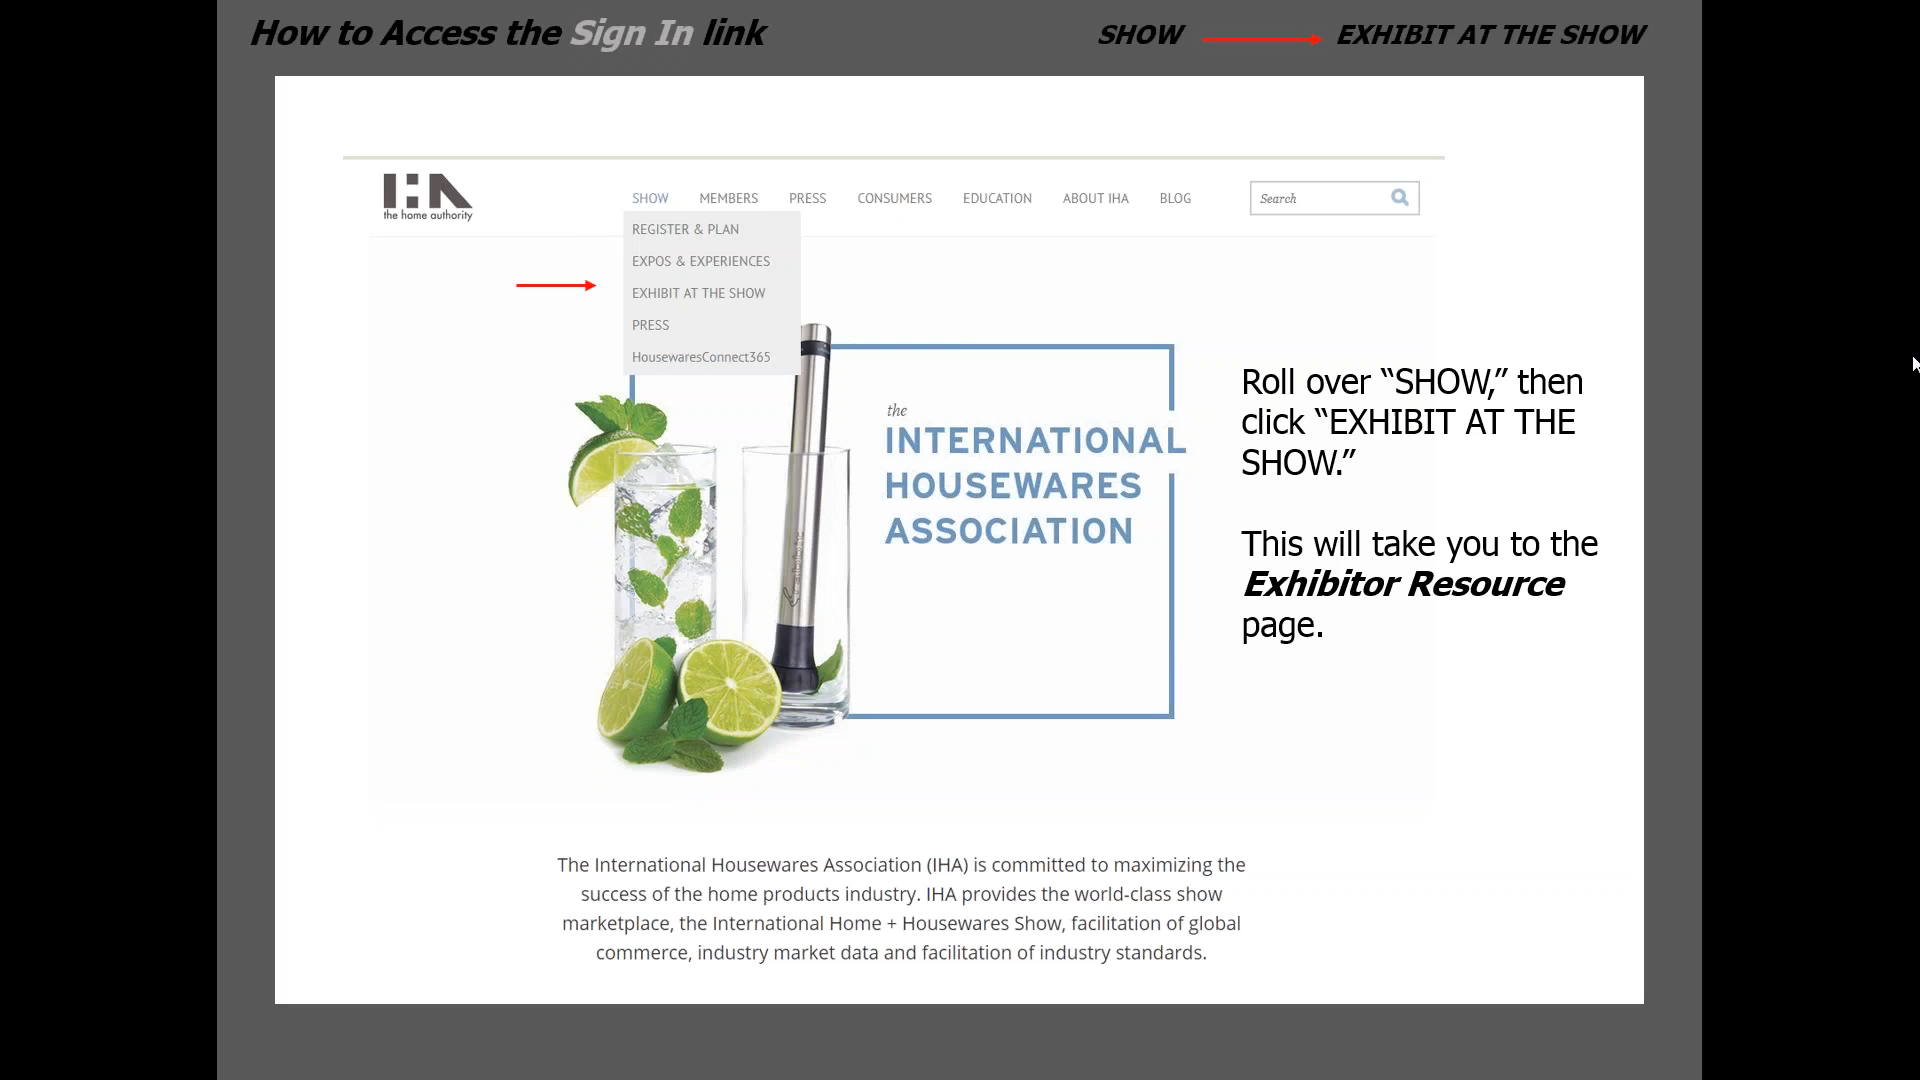 How to Access the Sign In link
SHOW EXHIBIT AT THE SHOW
IHA
the home authority
SHOW MEMBERS PRESS CONSUMERS EDUCATION ABOUT IHA BLOG
Search
REGISTER & PLAN
EXPOS & EXPERIENCES
EXHIBIT AT THE SHOW
PRESS
HousewaresConnect365
the
INTERNATIONAL
HOUSEWARES
ASSOCIATION
Roll over “SHOW,” then
click “EXHIBIT AT THE
SHOW.”
This will take you to the
Exhibitor Resource
page.
The International Housewares Association (IHA) is committed to maximizing the
success of the home products industry. IHA provides the world-class show
marketplace, the International Home + Housewares Show, facilitation of global
commerce, industry market data and facilitation of industry standards.